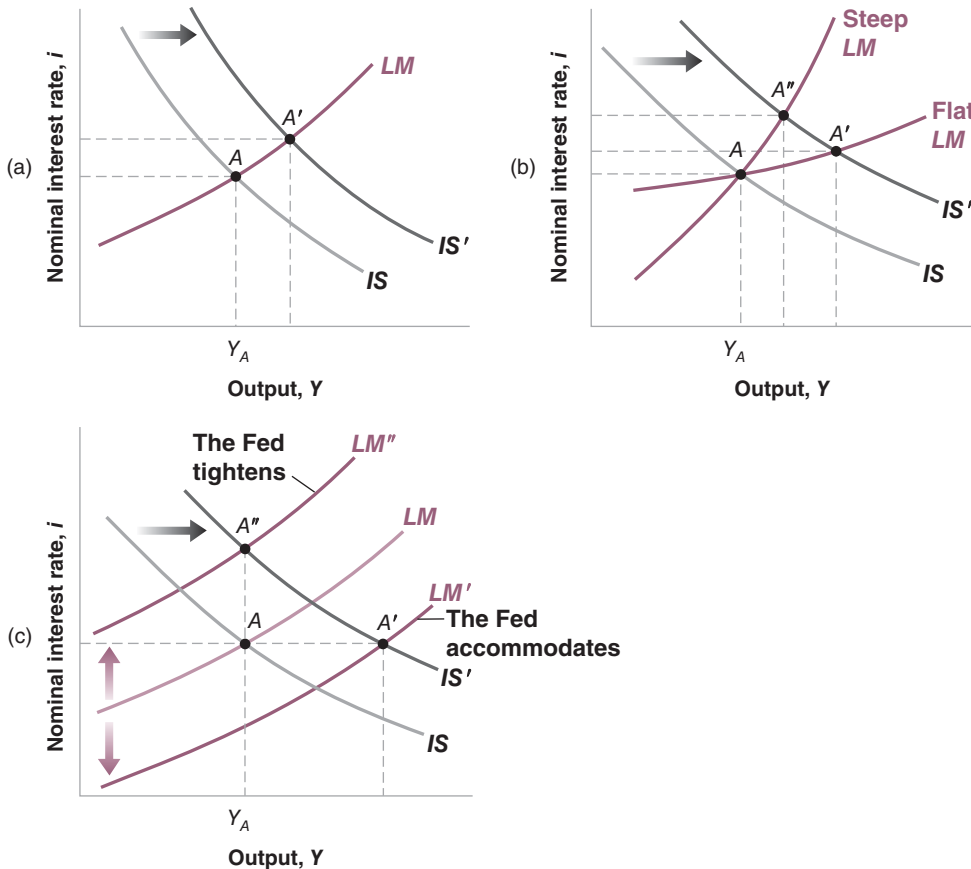 (a)
Nominal interest rate, i
LM
A′
A
IS′
IS
Y_A
Output, Y
(b)
Nominal interest rate, i
Steep
LM
A″
Flat
LM
A′
A
IS′
IS
Y_A
Output, Y
(c)
Nominal interest rate, i
The Fed
tightens
LM″
A″
LM
LM′
A
A′
The Fed
accommodates
IS′
IS
Y_A
Output, Y